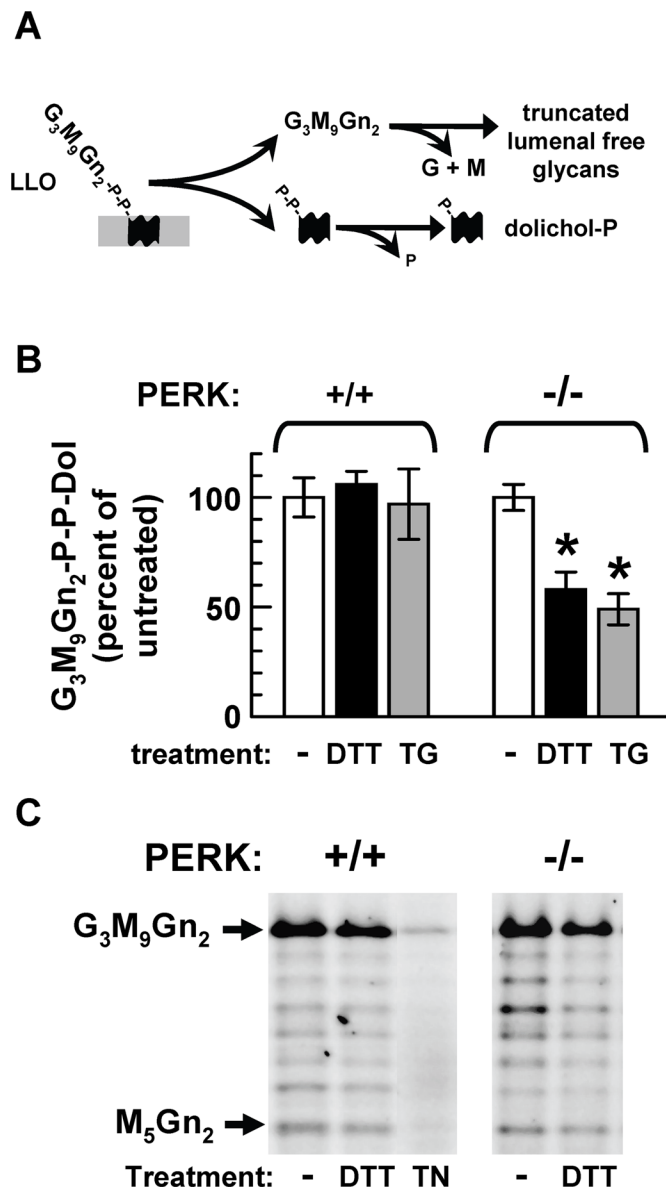 A
G₃M₉Gn₂-P-P-
LLO
G₃M₉Gn₂
G + M
truncated
lumenal free
glycans
P-P-
P
P-
dolichol-P
B
PERK: +/+ -/-
G₃M₉Gn₂-P-P-Dol
(percent of
untreated)
100
50
0
* *
treatment: - DTT TG - DTT TG
C
PERK: +/+ -/-
G₃M₉Gn₂
M₅Gn₂
Treatment: - DTT TN - DTT